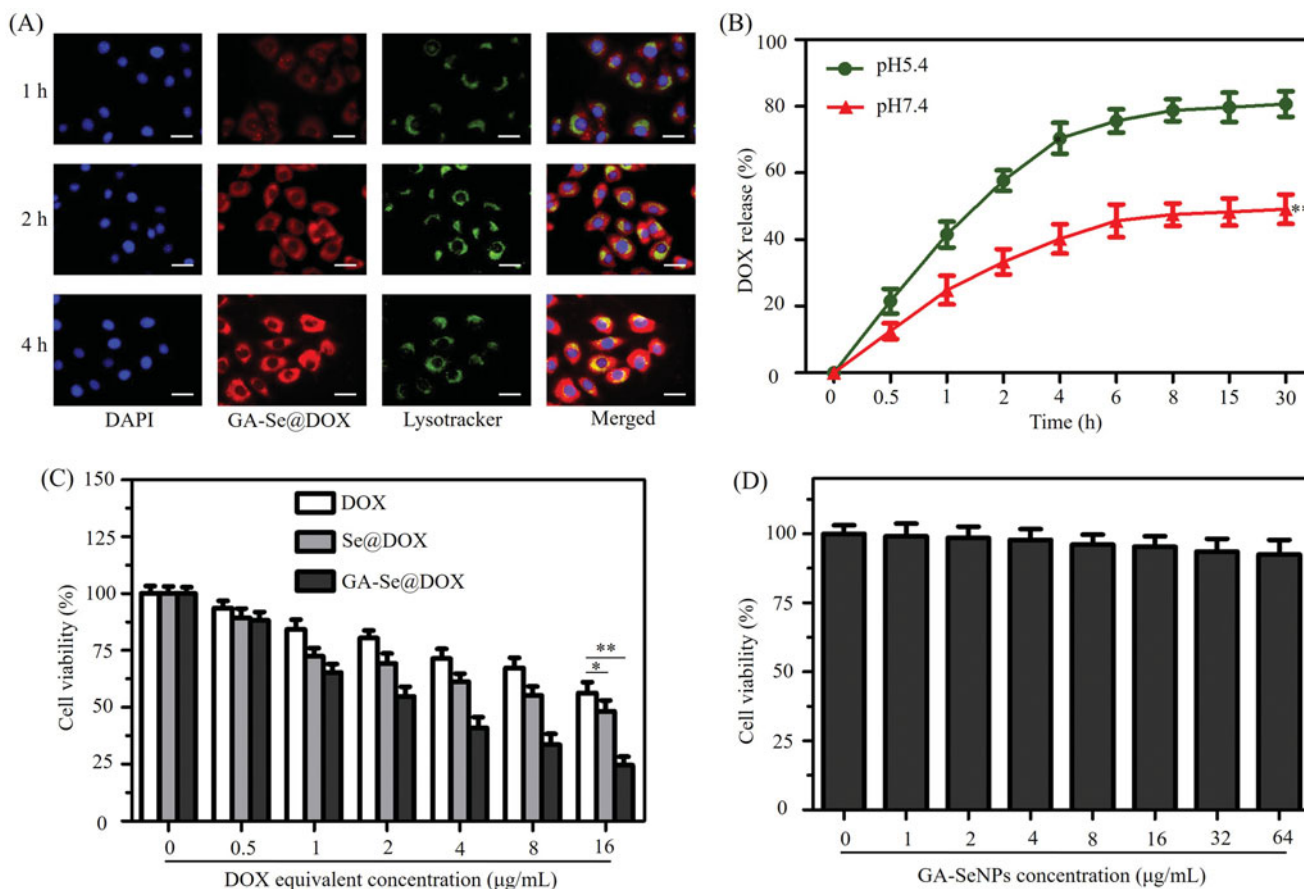 (A)
1 h
2 h
4 h
DAPI GA-Se@DOX Lysotracker Merged
(B)
100
80
60
40
20
0
DOX release (%)
pH5.4
pH7.4
**
0 0.5 1 2 4 6 8 15 30
Time (h)
(C)
150
125
100
75
50
25
0
Cell viability (%)
DOX
Se@DOX
GA-Se@DOX
**
*
0 0.5 1 2 4 8 16
DOX equivalent concentration (μg/mL)
(D)
100
75
50
25
0
Cell viability (%)
0 1 2 4 8 16 32 64
GA-SeNPs concentration (μg/mL)